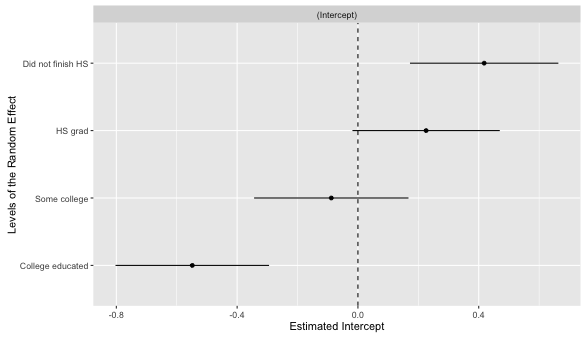 (Intercept)
Levels of the Random Effect
Did not finish HS
HS grad
Some college
College educated
-0.8
-0.4
0.0
0.4
Estimated Intercept